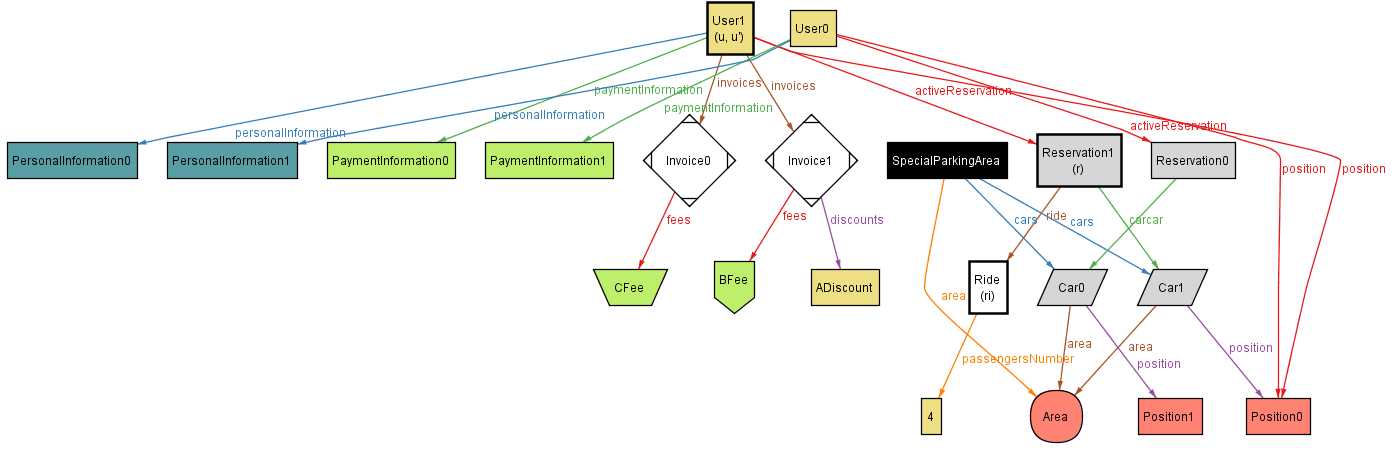 User1
(u, u')
User0
invoices
invoices
paymentInformation
activeReservation
paymentInformation
personalInformation
activeReservation
personalInformation
PersonalInformation0
PersonalInformation1
PaymentInformation0
PaymentInformation1
Invoice0
Invoice1
SpecialParkingArea
Reservation1
(r)
Reservation0
position
position
fees
fees
discounts
cars
ride
cars
car
car
CFee
BFee
ADiscount
Ride
(ri)
Car0
Car1
area
area
area
passengersNumber
position
position
4
Area
Position1
Position0